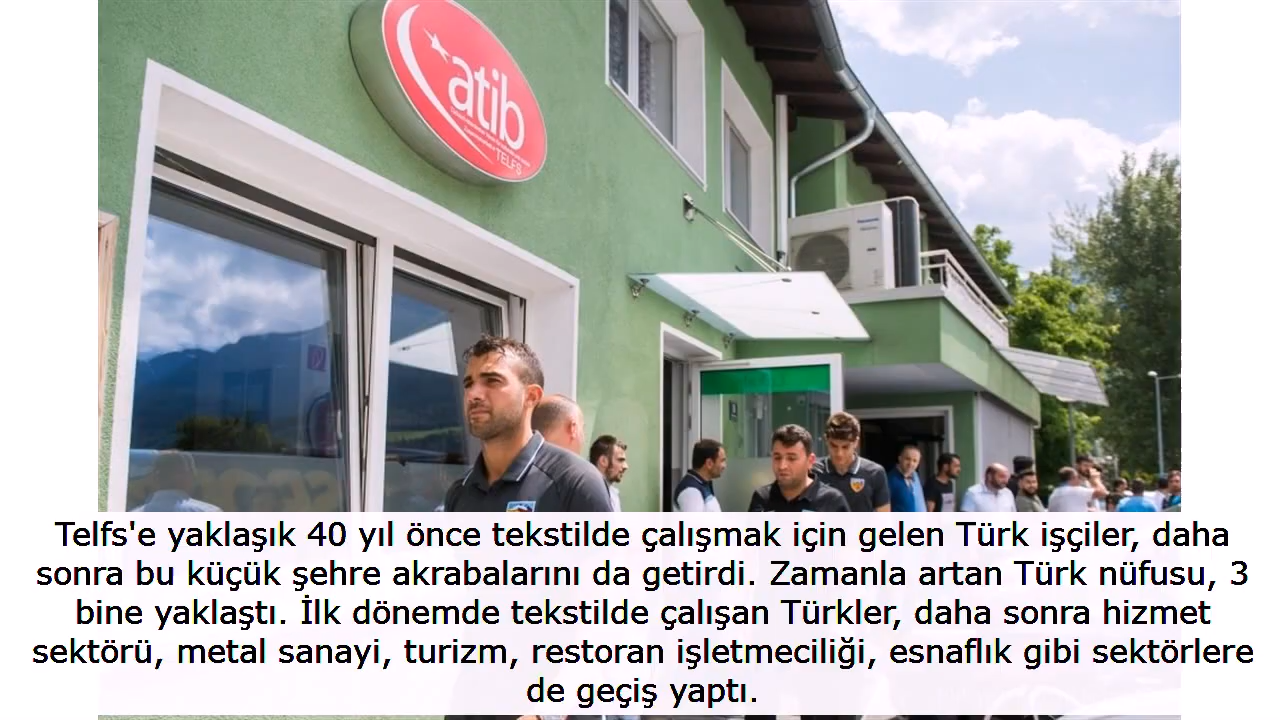 atib
TELFS
Panasonic
Telfs'e yaklaşık 40 yıl önce tekstilde çalışmak için gelen Türk işçiler, daha
sonra bu küçük şehre akrabalarını da getirdi. Zamanla artan Türk nüfusu, 3
bine yaklaştı. İlk dönemde tekstilde çalışan Türkler, daha sonra hizmet
sektörü, metal sanayi, turizm, restoran işletmeciliği, esnaflık gibi sektörlere
de geçiş yaptı.